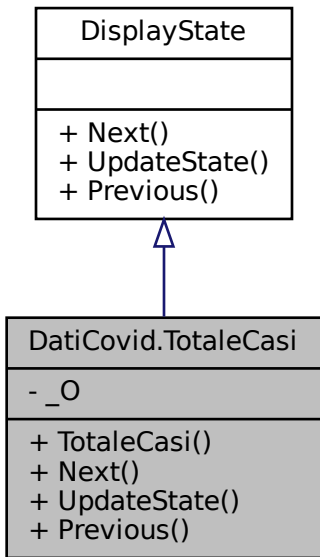 DisplayState
+ Next()
+ UpdateState()
+ Previous()
DatiCovid.TotaleCasi
- _O
+ TotaleCasi()
+ Next()
+ UpdateState()
+ Previous()